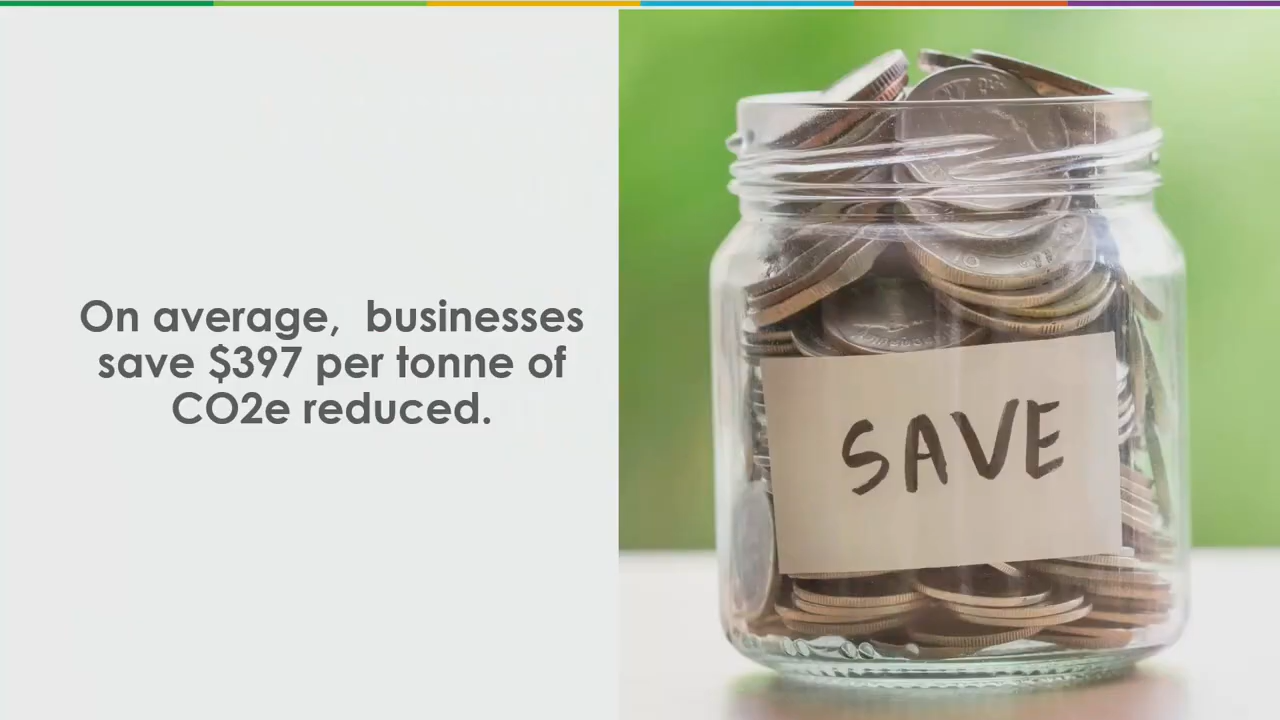 On average,  businesses
save $397 per tonne of
CO2e reduced.
SAVE